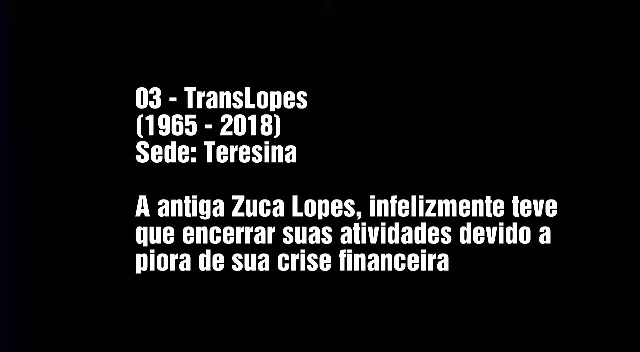 03 - TransLopes
(1965 - 2018)
Sede: Teresina
A antiga Zuca Lopes, infelizmente teve
que encerrar suas atividades devido a
piora de sua crise financeira